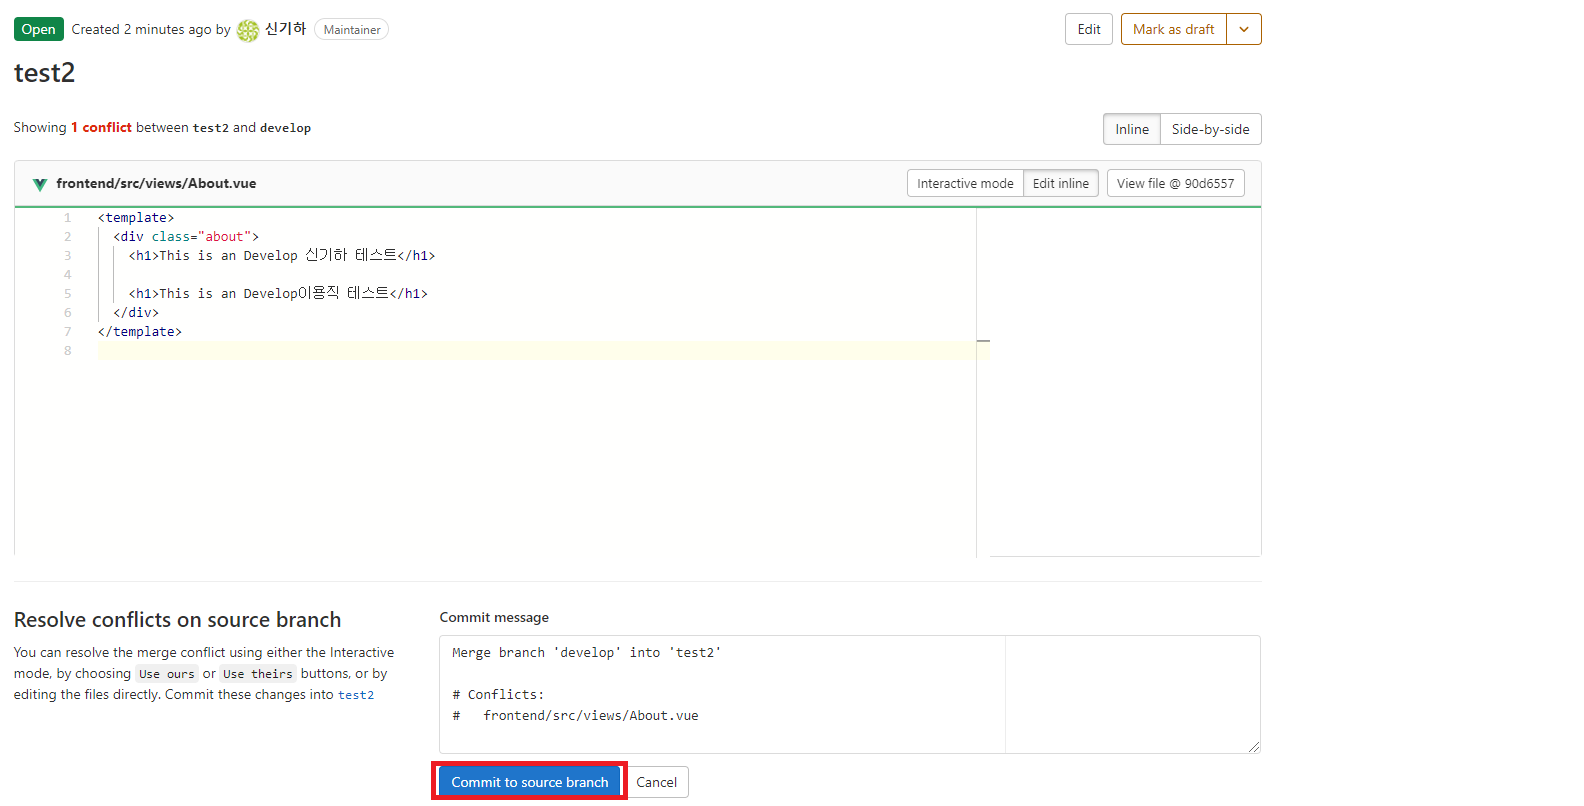 Open Created 2 minutes ago by 신기하 Maintainer Edit Mark as draft
test2
Showing 1 conflict between test2 and develop Inline Side-by-side
frontend/src/views/About.vue Interactive mode Edit inline View file @ 90d6557
1 <template>
2 <div class="about">
3 <h1>This is an Develop 신기하 테스트</h1>
4
5 <h1>This is an Develop이용직 테스트</h1>
6 </div>
7 </template>
8
Resolve conflicts on source branch
You can resolve the merge conflict using either the Interactive
mode, by choosing Use ours or Use theirs buttons, or by
editing the files directly. Commit these changes into test2
Commit message
Merge branch 'develop' into 'test2'
# Conflicts:
#   frontend/src/views/About.vue
Commit to source branch Cancel